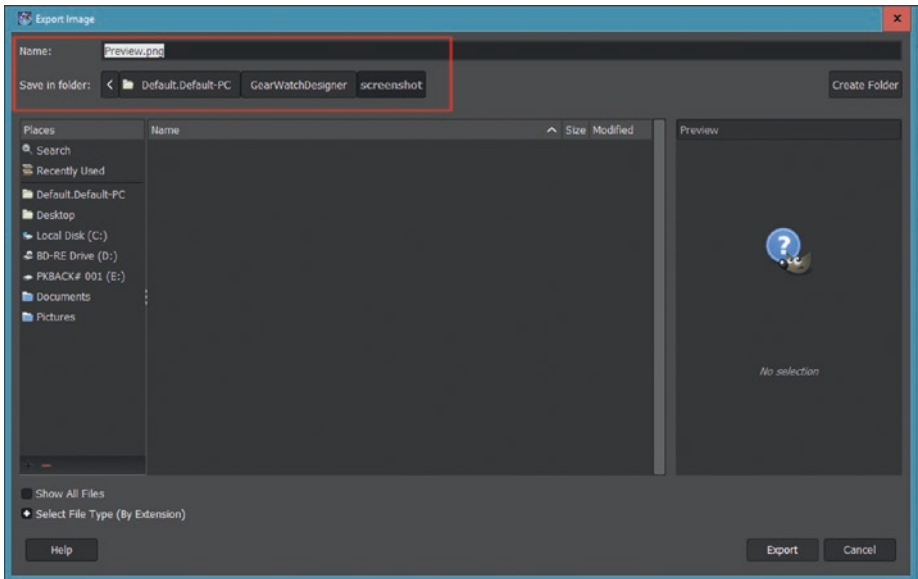 Export Image
x
Name: Preview.png
Save in folder: < Default.Default-PC GearWatchDesigner screenshot Create Folder
Places Name Size Modified Preview
Search
Recently Used
Default.Default-PC
Desktop
Local Disk (C:)
BD-RE Drive (D:)
PKBACK# 001 (E:)
Documents
Pictures
?
No selection
+ −
Show All Files
Select File Type (By Extension)
Help Export Cancel